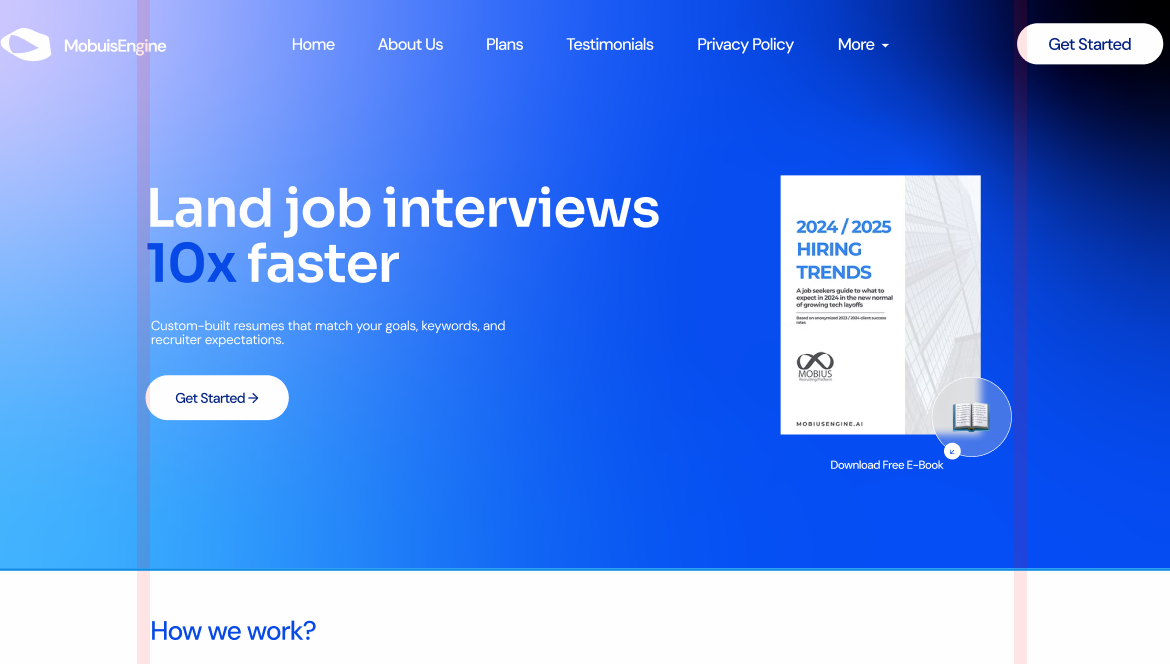 MobuisEngine
Home
About Us
Plans
Testimonials
Privacy Policy
More
Get Started
Land job interviews
10x faster
Custom-built resumes that match your goals, keywords, and
recruiter expectations.
Get Started →
2024 / 2025
HIRING
TRENDS
A job seekers guide to what to
expect in 2024 in the new normal
of growing tech layoffs
Based on anonymized 2023 / 2024 client success
rates
MOBIUS
MOBIUSENGINE.AI
Download Free E-Book
How we work?